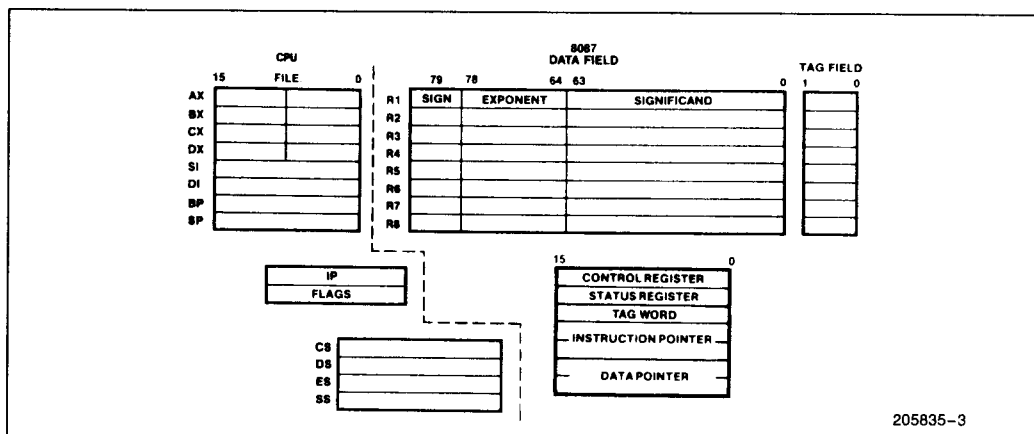 CPU
15 FILE 0
AX
BX
CX
DX
SI
DI
BP
SP
8087
DATA FIELD
79 78 64 63 0
R1 SIGN EXPONENT SIGNIFICAND
R2
R3
R4
R5
R6
R7
R8
TAG FIELD
1 0
IP
FLAGS
CS
DS
ES
SS
15 0
CONTROL REGISTER
STATUS REGISTER
TAG WORD
INSTRUCTION POINTER
DATA POINTER
205835-3